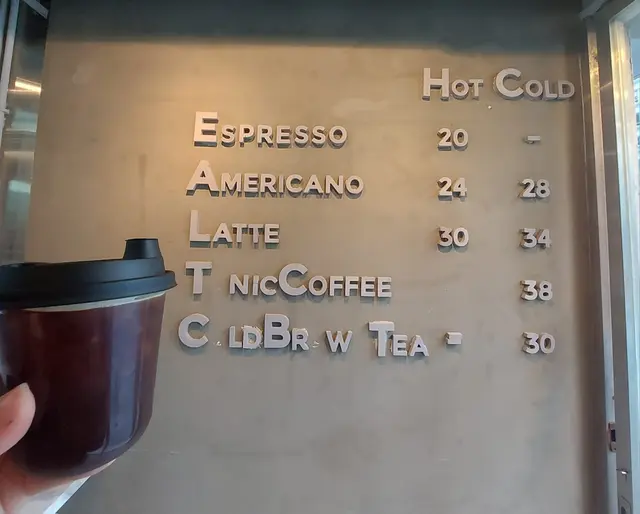 Hot Cold
Espresso 20 -
Americano 24 28
Latte 30 34
T nicCoffee 38
C ldBr w Tea - 30